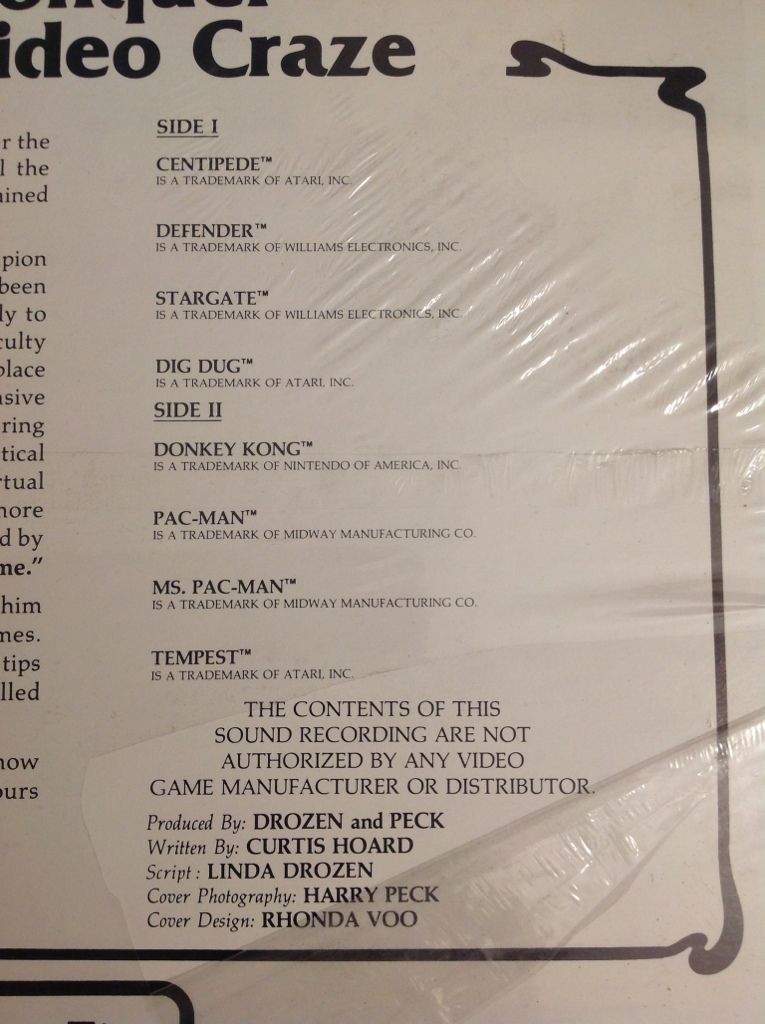 ideo Craze
r the
l the
ained
pion
been
ly to
culty
place
sive
ring
tical
rtual
more
d by
me."
him
mes.
tips
lled
now
ours
SIDE I
CENTIPEDE™
IS A TRADEMARK OF ATARI, INC.
DEFENDER™
IS A TRADEMARK OF WILLIAMS ELECTRONICS, INC.
STARGATE™
IS A TRADEMARK OF WILLIAMS ELECTRONICS, INC.
DIG DUG™
IS A TRADEMARK OF ATARI, INC.
SIDE II
DONKEY KONG™
IS A TRADEMARK OF NINTENDO OF AMERICA, INC.
PAC-MAN™
IS A TRADEMARK OF MIDWAY MANUFACTURING CO.
MS. PAC-MAN™
IS A TRADEMARK OF MIDWAY MANUFACTURING CO.
TEMPEST™
IS A TRADEMARK OF ATARI, INC.
THE CONTENTS OF THIS
SOUND RECORDING ARE NOT
AUTHORIZED BY ANY VIDEO
GAME MANUFACTURER OR DISTRIBUTOR.
Produced By: DROZEN and PECK
Written By: CURTIS HOARD
Script : LINDA DROZEN
Cover Photography: HARRY PECK
Cover Design: RHONDA VOO